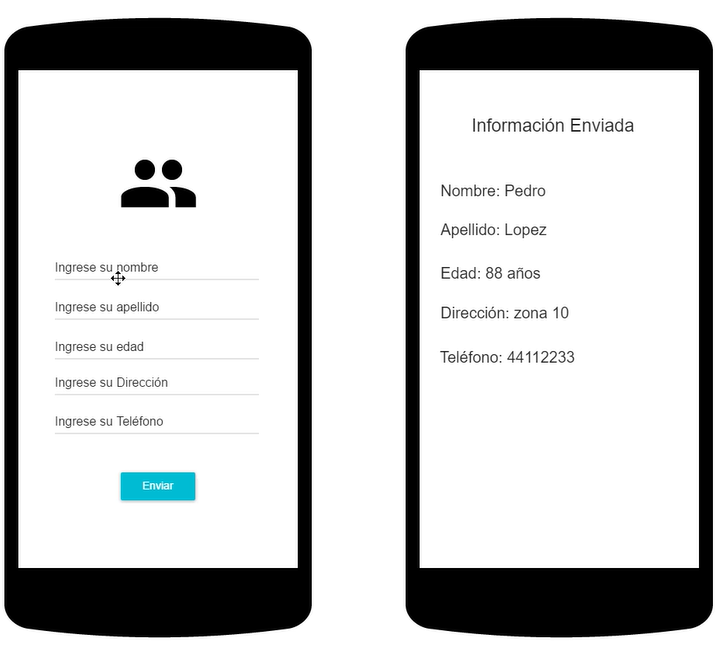 Ingrese su nombre
Ingrese su apellido
Ingrese su edad
Ingrese su Dirección
Ingrese su Teléfono
Enviar
Información Enviada
Nombre: Pedro
Apellido: Lopez
Edad: 88 años
Dirección: zona 10
Teléfono: 44112233